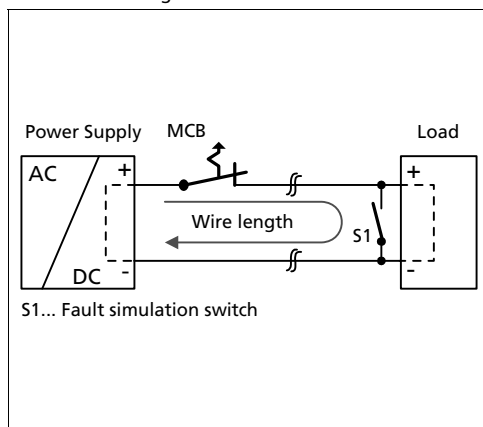 Power Supply MCB Load
AC + +
Wire length
S1
DC - -
S1... Fault simulation switch